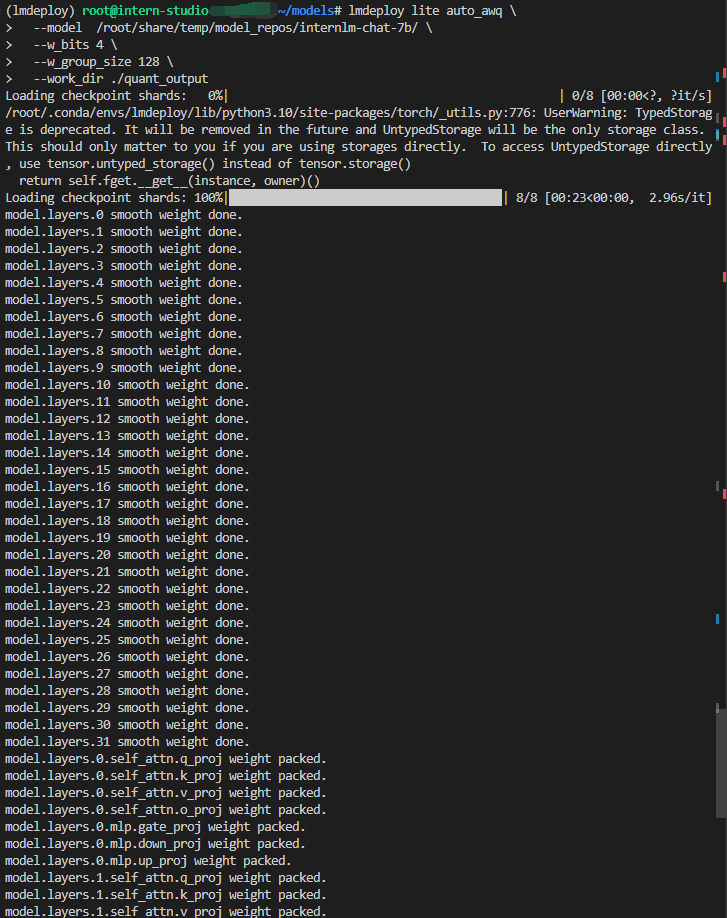 (lmdeploy) root@intern-studio:~/models# lmdeploy lite auto_awq \
>   --model  /root/share/temp/model_repos/internlm-chat-7b/ \
>   --w_bits 4 \
>   --w_group_size 128 \
>   --work_dir ./quant_output
Loading checkpoint shards:   0%|                                                | 0/8 [00:00<?, ?it/s]
/root/.conda/envs/lmdeploy/lib/python3.10/site-packages/torch/_utils.py:776: UserWarning: TypedStorag
e is deprecated. It will be removed in the future and UntypedStorage will be the only storage class.
This should only matter to you if you are using storages directly.  To access UntypedStorage directly
, use tensor.untyped_storage() instead of tensor.storage()
  return self.fget.__get__(instance, owner)()
Loading checkpoint shards: 100%|                                        | 8/8 [00:23<00:00,  2.96s/it]
model.layers.0 smooth weight done.
model.layers.1 smooth weight done.
model.layers.2 smooth weight done.
model.layers.3 smooth weight done.
model.layers.4 smooth weight done.
model.layers.5 smooth weight done.
model.layers.6 smooth weight done.
model.layers.7 smooth weight done.
model.layers.8 smooth weight done.
model.layers.9 smooth weight done.
model.layers.10 smooth weight done.
model.layers.11 smooth weight done.
model.layers.12 smooth weight done.
model.layers.13 smooth weight done.
model.layers.14 smooth weight done.
model.layers.15 smooth weight done.
model.layers.16 smooth weight done.
model.layers.17 smooth weight done.
model.layers.18 smooth weight done.
model.layers.19 smooth weight done.
model.layers.20 smooth weight done.
model.layers.21 smooth weight done.
model.layers.22 smooth weight done.
model.layers.23 smooth weight done.
model.layers.24 smooth weight done.
model.layers.25 smooth weight done.
model.layers.26 smooth weight done.
model.layers.27 smooth weight done.
model.layers.28 smooth weight done.
model.layers.29 smooth weight done.
model.layers.30 smooth weight done.
model.layers.31 smooth weight done.
model.layers.0.self_attn.q_proj weight packed.
model.layers.0.self_attn.k_proj weight packed.
model.layers.0.self_attn.v_proj weight packed.
model.layers.0.self_attn.o_proj weight packed.
model.layers.0.mlp.gate_proj weight packed.
model.layers.0.mlp.down_proj weight packed.
model.layers.0.mlp.up_proj weight packed.
model.layers.1.self_attn.q_proj weight packed.
model.layers.1.self_attn.k_proj weight packed.
model.layers.1.self_attn.v_proj weight packed.